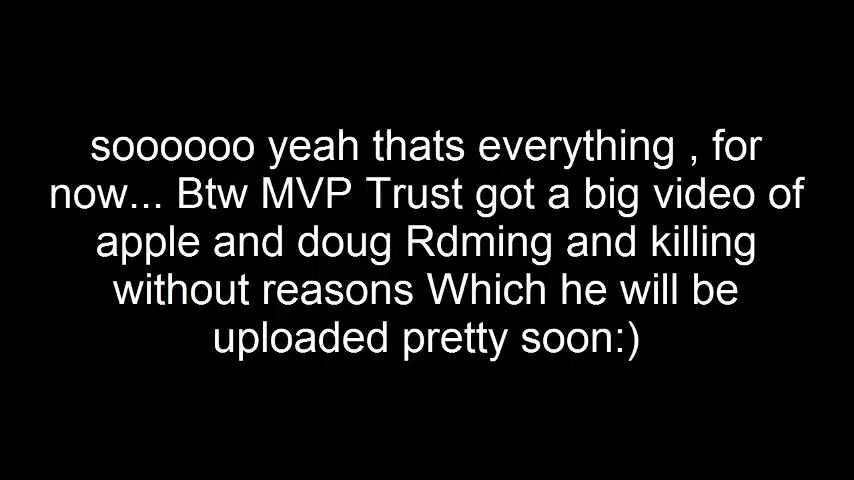 soooooo yeah thats everything , for
now... Btw MVP Trust got a big video of
apple and doug Rdming and killing
without reasons Which he will be
uploaded pretty soon:)